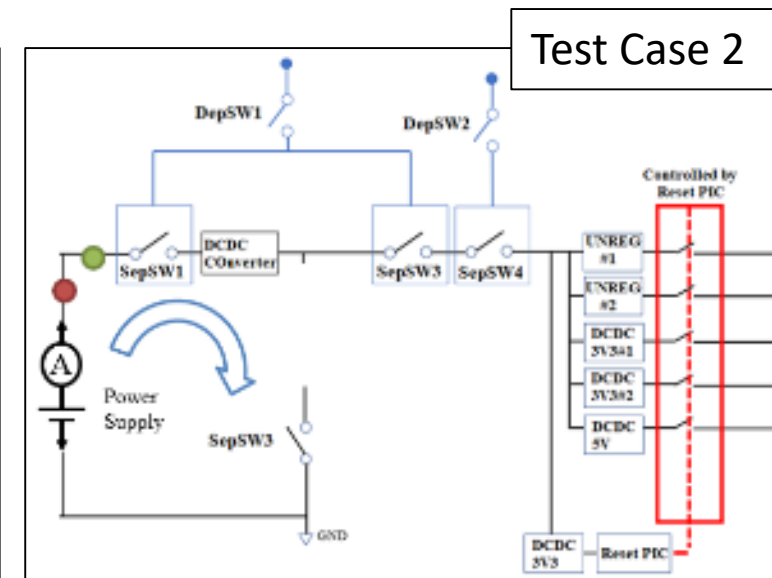 Test Case 2
DepSW1
DepSW2
Controlled by
Reset PIC
SepSW1
DCDC
COnverter
SepSW3
SepSW4
UNREG
#1
UNREG
#2
DCDC
3V3#1
DCDC
3V3#2
DCDC
5V
A
Power
Supply
SepSW3
GND
DCDC
3V3
Reset PIC